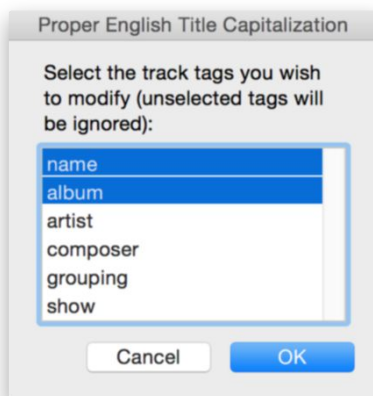 Proper English Title Capitalization
Select the track tags you wish
to modify (unselected tags will
be ignored):
name
album
artist
composer
grouping
show
Cancel
OK